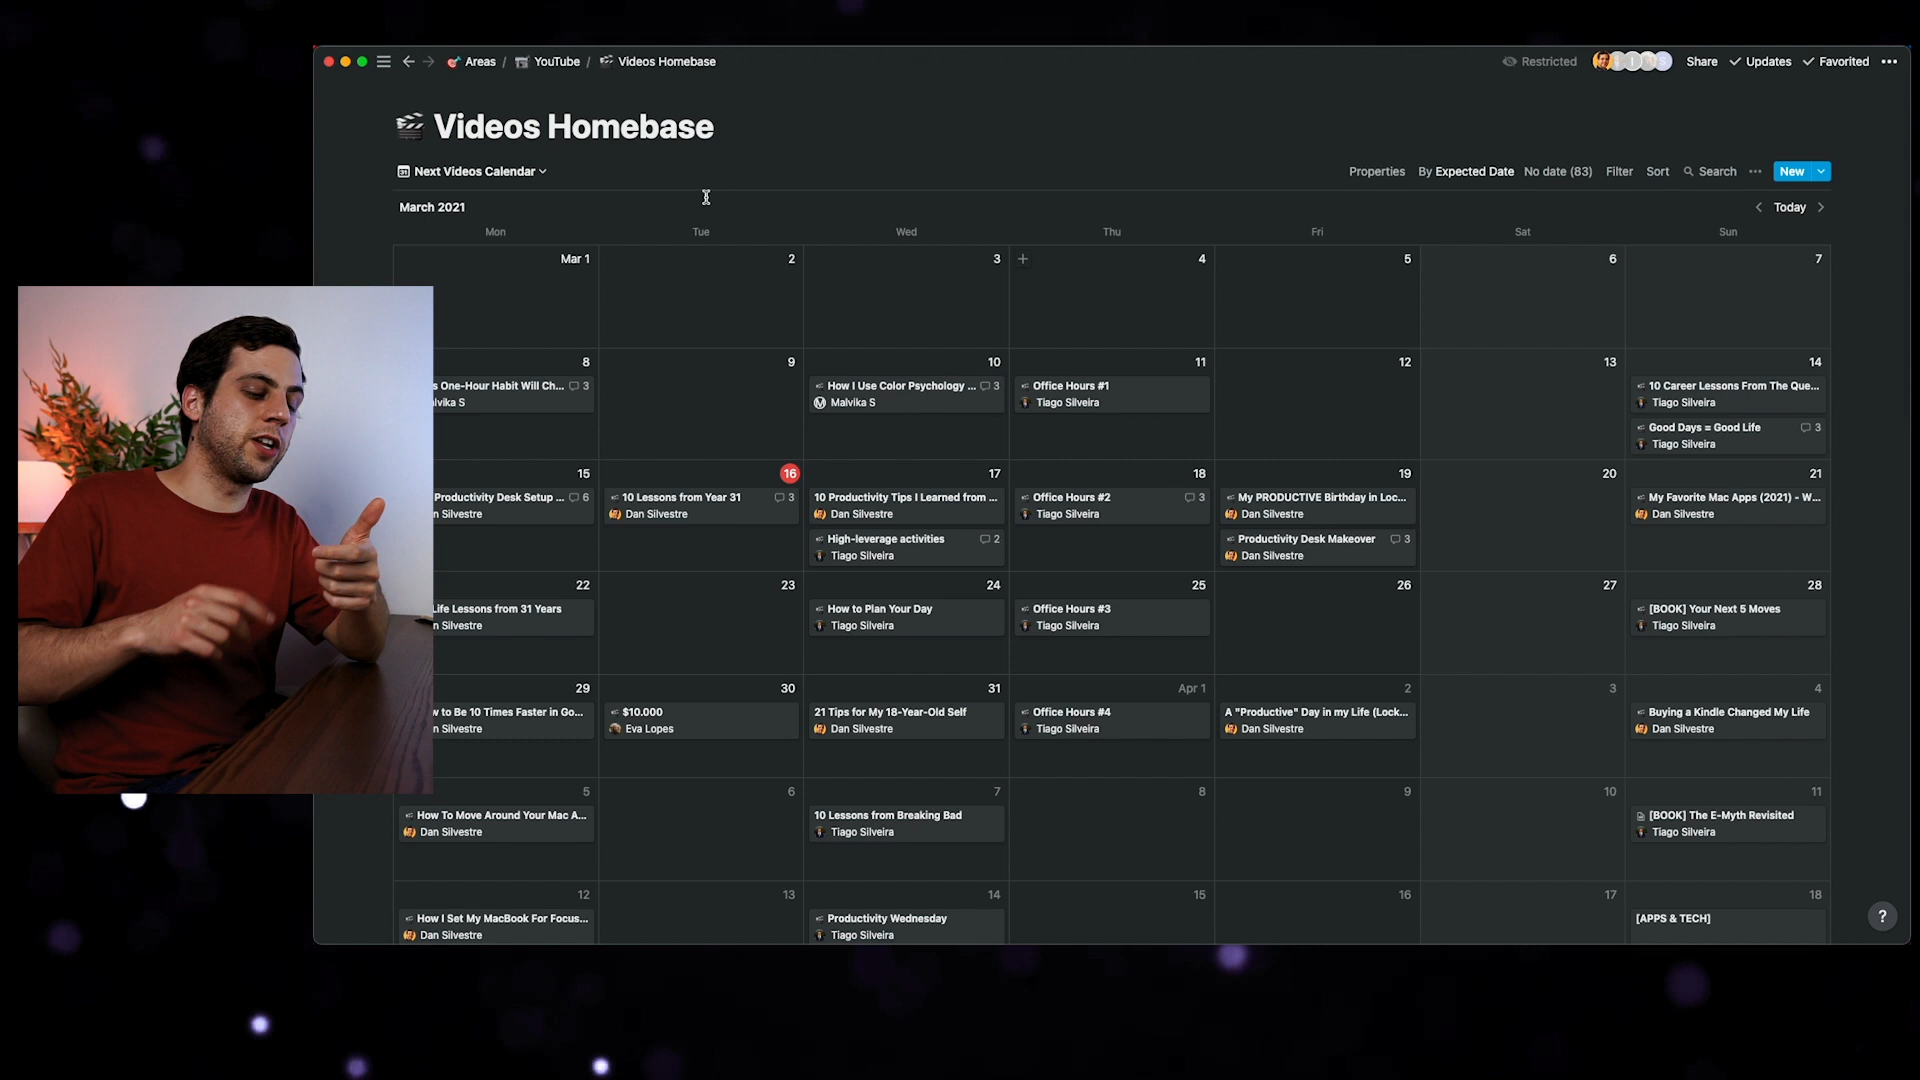 Areas / YouTube / Videos Homebase
Restricted Share Updates Favorited
Videos Homebase
Next Videos Calendar
Properties By Expected Date No date (83) Filter Sort Search New
March 2021
Today
Mon Tue Wed Thu Fri Sat Sun
Mar 1 2 3 4 5 6 7
8 9 10 11 12 13 14
s One-Hour Habit Will Ch... 3
lvika S
How I Use Color Psychology ... 3
Malvika S
Office Hours #1
Tiago Silveira
10 Career Lessons From The Que...
Tiago Silveira
Good Days = Good Life 3
Tiago Silveira
15 16 17 18 19 20 21
Productivity Desk Setup ... 6
n Silvestre
10 Lessons from Year 31 3
Dan Silvestre
10 Productivity Tips I Learned from ...
Dan Silvestre
High-leverage activities 2
Tiago Silveira
Office Hours #2 3
Tiago Silveira
My PRODUCTIVE Birthday in Loc...
Dan Silvestre
Productivity Desk Makeover 3
Dan Silvestre
My Favorite Mac Apps (2021) - W...
Dan Silvestre
22 23 24 25 26 27 28
Life Lessons from 31 Years
n Silvestre
How to Plan Your Day
Tiago Silveira
Office Hours #3
Tiago Silveira
[BOOK] Your Next 5 Moves
Tiago Silveira
29 30 31 Apr 1 2 3 4
w to Be 10 Times Faster in Go...
n Silvestre
$10.000
Eva Lopes
21 Tips for My 18-Year-Old Self
Dan Silvestre
Office Hours #4
Tiago Silveira
A "Productive" Day in my Life (Lock...
Dan Silvestre
Buying a Kindle Changed My Life
Dan Silvestre
5 6 7 8 9 10 11
How To Move Around Your Mac A...
Dan Silvestre
10 Lessons from Breaking Bad
Tiago Silveira
[BOOK] The E-Myth Revisited
Tiago Silveira
12 13 14 15 16 17 18
How I Set My MacBook For Focus...
Dan Silvestre
Productivity Wednesday
Tiago Silveira
[APPS & TECH]
?